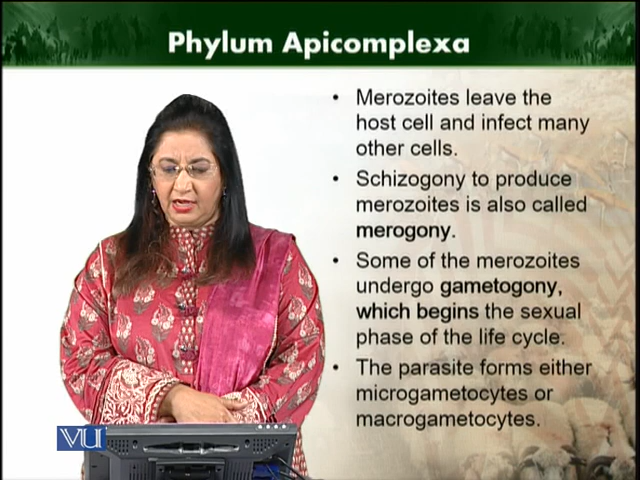 Phylum Apicomplexa
• Merozoites leave the
host cell and infect many
other cells.
• Schizogony to produce
merozoites is also called
merogony.
• Some of the merozoites
undergo gametogony,
which begins the sexual
phase of the life cycle.
• The parasite forms either
microgametocytes or
macrogametocytes.
VU